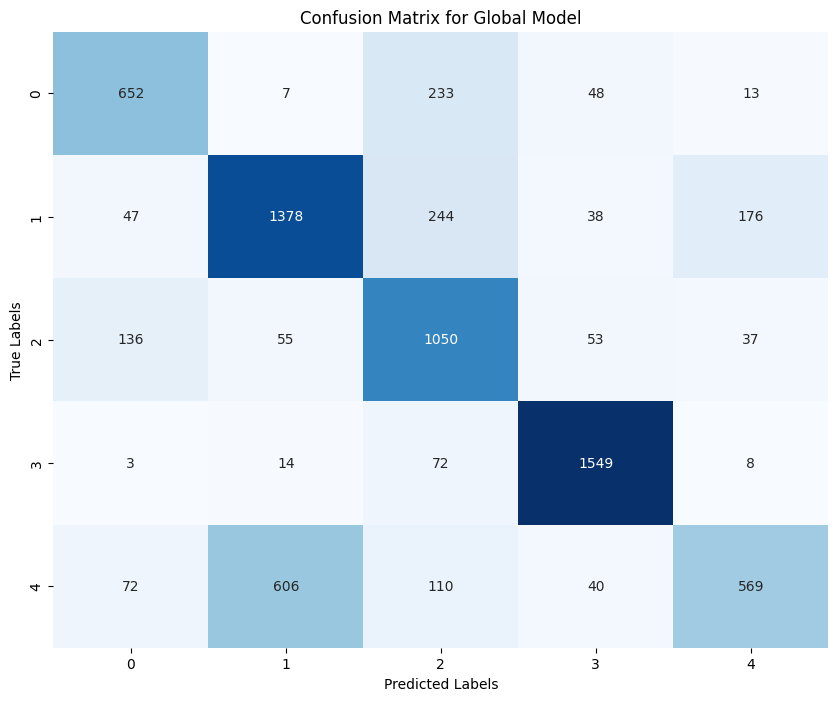 Confusion Matrix for Global Model
True Labels
0 652 7 233 48 13
1 47 1378 244 38 176
2 136 55 1050 53 37
3 3 14 72 1549 8
4 72 606 110 40 569
0 1 2 3 4
Predicted Labels